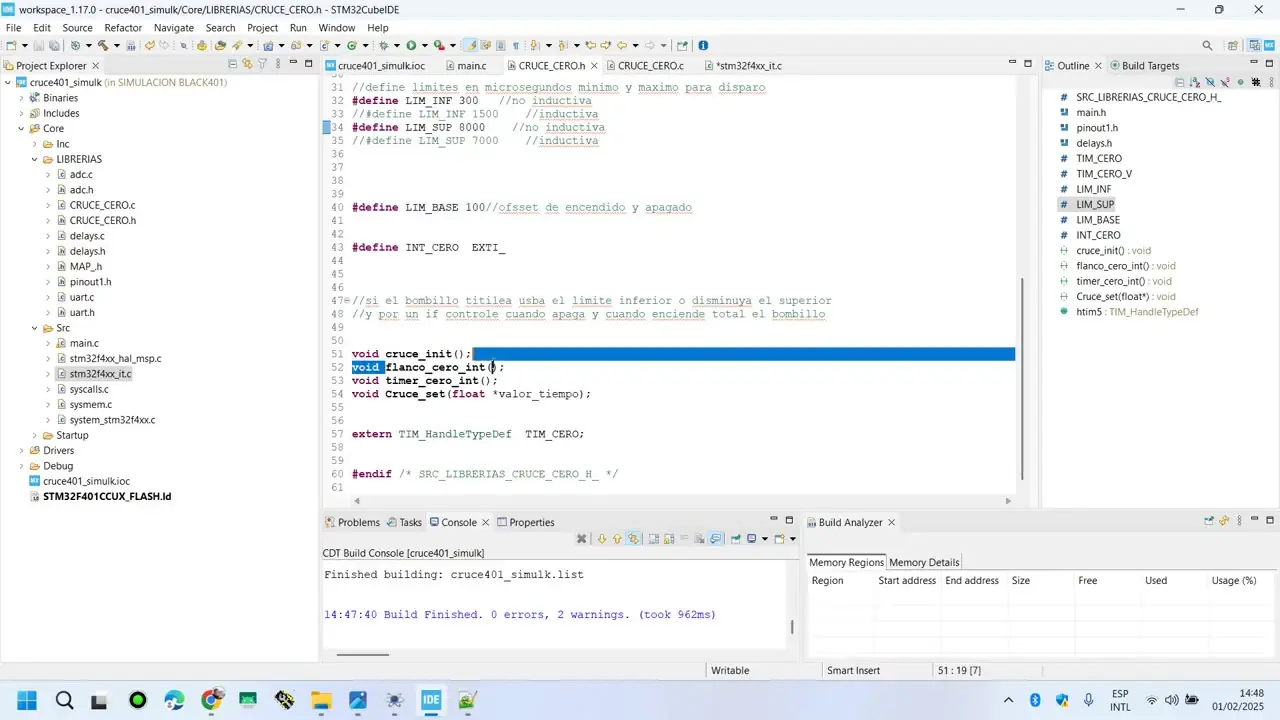 workspace_1.17.0 - cruce401_simulk/Core/LIBRERIAS/CRUCE_CERO.h - STM32CubeIDE
File Edit Source Refactor Navigate Search Project Run Window Help
Project Explorer
cruce401_simulk (in SIMULACION BLACK401)
Binaries
Includes
Core
Inc
LIBRERIAS
adc.c
adc.h
CRUCE_CERO.c
CRUCE_CERO.h
delays.c
delays.h
MAP_.h
pinout1.h
uart.c
uart.h
Src
main.c
stm32f4xx_hal_msp.c
stm32f4xx_it.c
syscalls.c
sysmem.c
system_stm32f4xx.c
Startup
Drivers
Debug
cruce401_simulk.ioc
STM32F401CCUX_FLASH.ld
cruce401_simulk.ioc main.c CRUCE_CERO.h CRUCE_CERO.c *stm32f4xx_it.c
31 //define limites en microsegundos minimo y maximo para disparo
32 #define LIM_INF 300 //no inductiva
33 //#define LIM_INF 1500 //inductiva
34 #define LIM_SUP 8000 //no inductiva
35 //#define LIM_SUP 7000 //inductiva
36
37
38
39
40 #define LIM_BASE 100//ofsset de encendido y apagado
41
42
43 #define INT_CERO EXTI_
44
45
46
47 //si el bombillo titilea usba el limite inferior o disminuya el superior
48 //y por un if controle cuando apaga y cuando enciende total el bombillo
49
50
51 void cruce_init();
52 void flanco_cero_int();
53 void timer_cero_int();
54 void Cruce_set(float *valor_tiempo);
55
56
57 extern TIM_HandleTypeDef TIM_CERO;
58
59
60 #endif /* SRC_LIBRERIAS_CRUCE_CERO_H_ */
61
Outline Build Targets
SRC_LIBRERIAS_CRUCE_CERO_H_
main.h
pinout1.h
delays.h
TIM_CERO
TIM_CERO_V
LIM_INF
LIM_SUP
LIM_BASE
INT_CERO
cruce_init() : void
flanco_cero_int() : void
timer_cero_int() : void
Cruce_set(float*) : void
htim5 : TIM_HandleTypeDef
Problems Tasks Console Properties
CDT Build Console [cruce401_simulk]
Finished building: cruce401_simulk.list
14:47:40 Build Finished. 0 errors, 2 warnings. (took 962ms)
Build Analyzer
Memory Regions Memory Details
Region Start address End address Size Free Used Usage (%)
Writable Smart Insert 51 : 19 [7]
IDE
ESP
INTL
14:48
01/02/2025